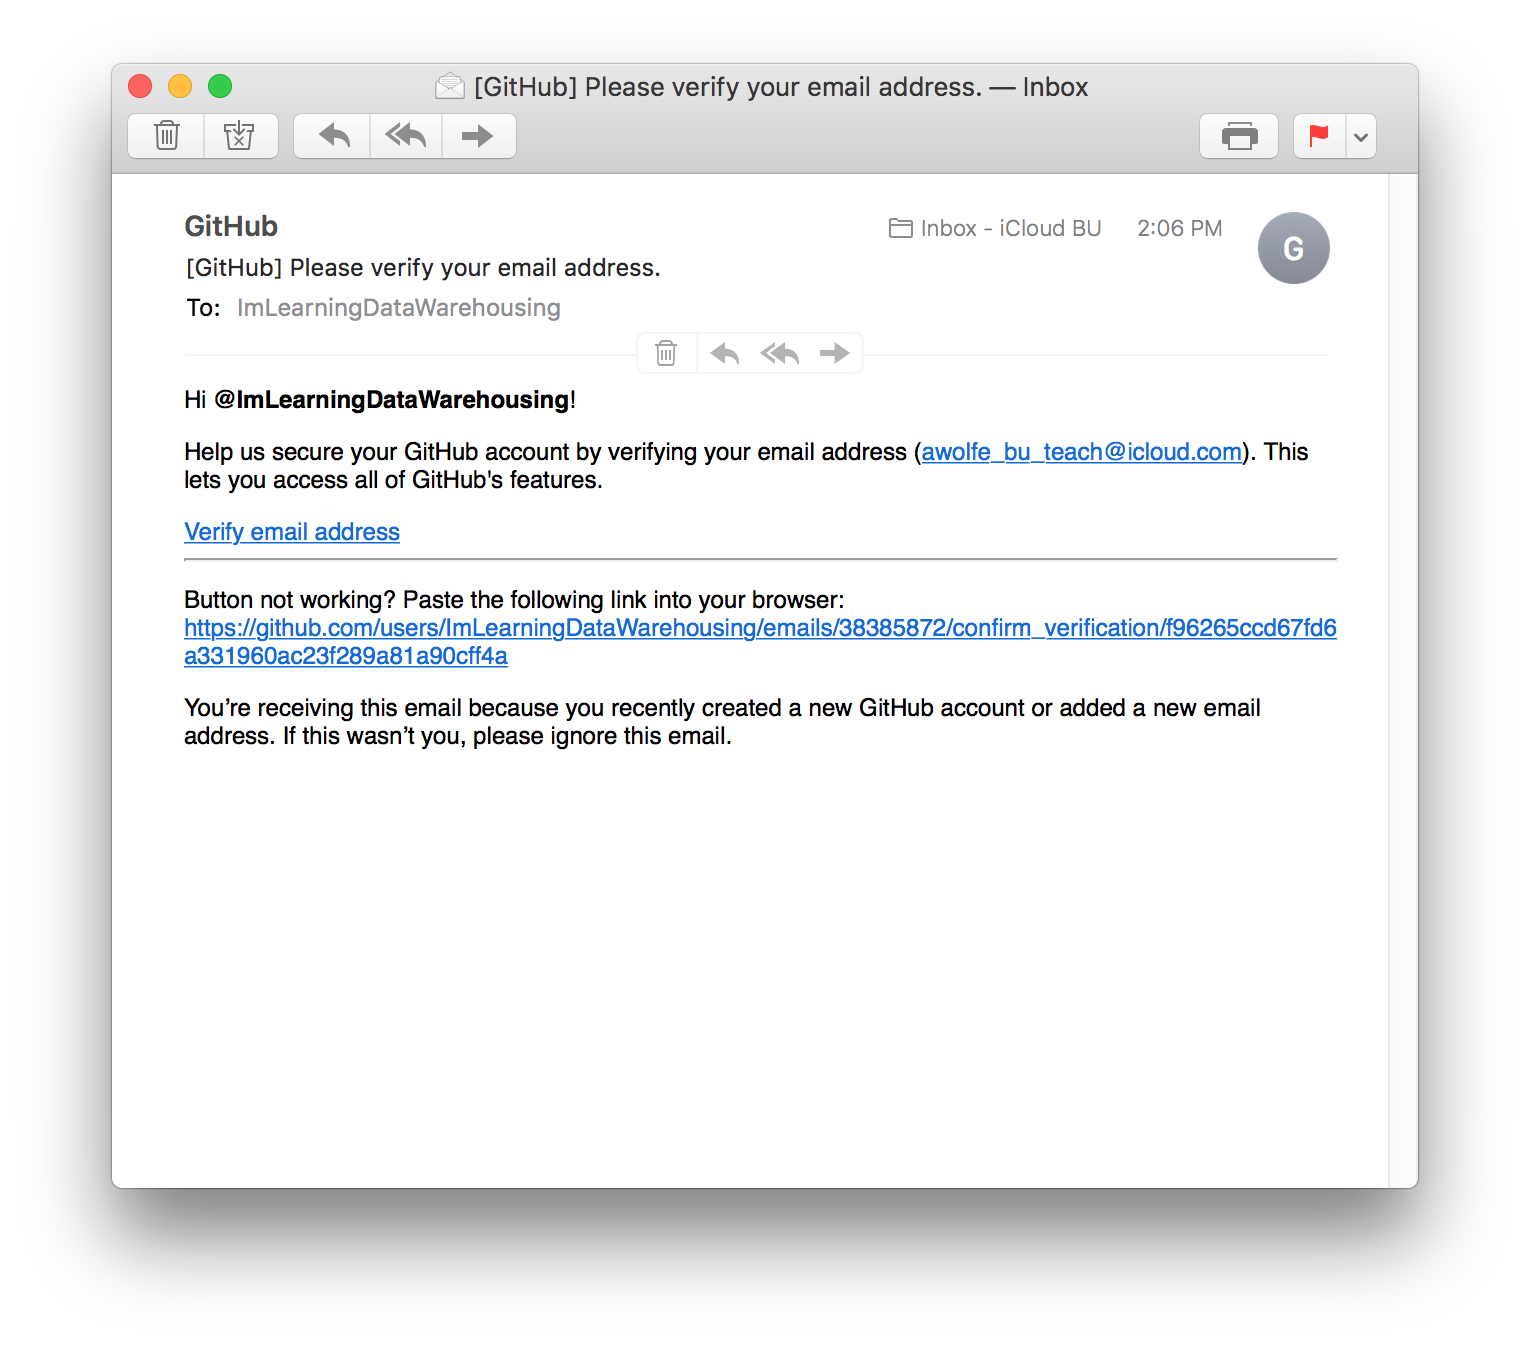 [GitHub] Please verify your email address. — Inbox
GitHub
Inbox - iCloud BU
2:06 PM
G
[GitHub] Please verify your email address.
To: ImLearningDataWarehousing
Hi @ImLearningDataWarehousing!
Help us secure your GitHub account by verifying your email address (awolfe_bu_teach@icloud.com). This
lets you access all of GitHub's features.
Verify email address
Button not working? Paste the following link into your browser:
https://github.com/users/ImLearningDataWarehousing/emails/38385872/confirm_verification/f96265ccd67fd6
a331960ac23f289a81a90cff4a
You’re receiving this email because you recently created a new GitHub account or added a new email
address. If this wasn’t you, please ignore this email.